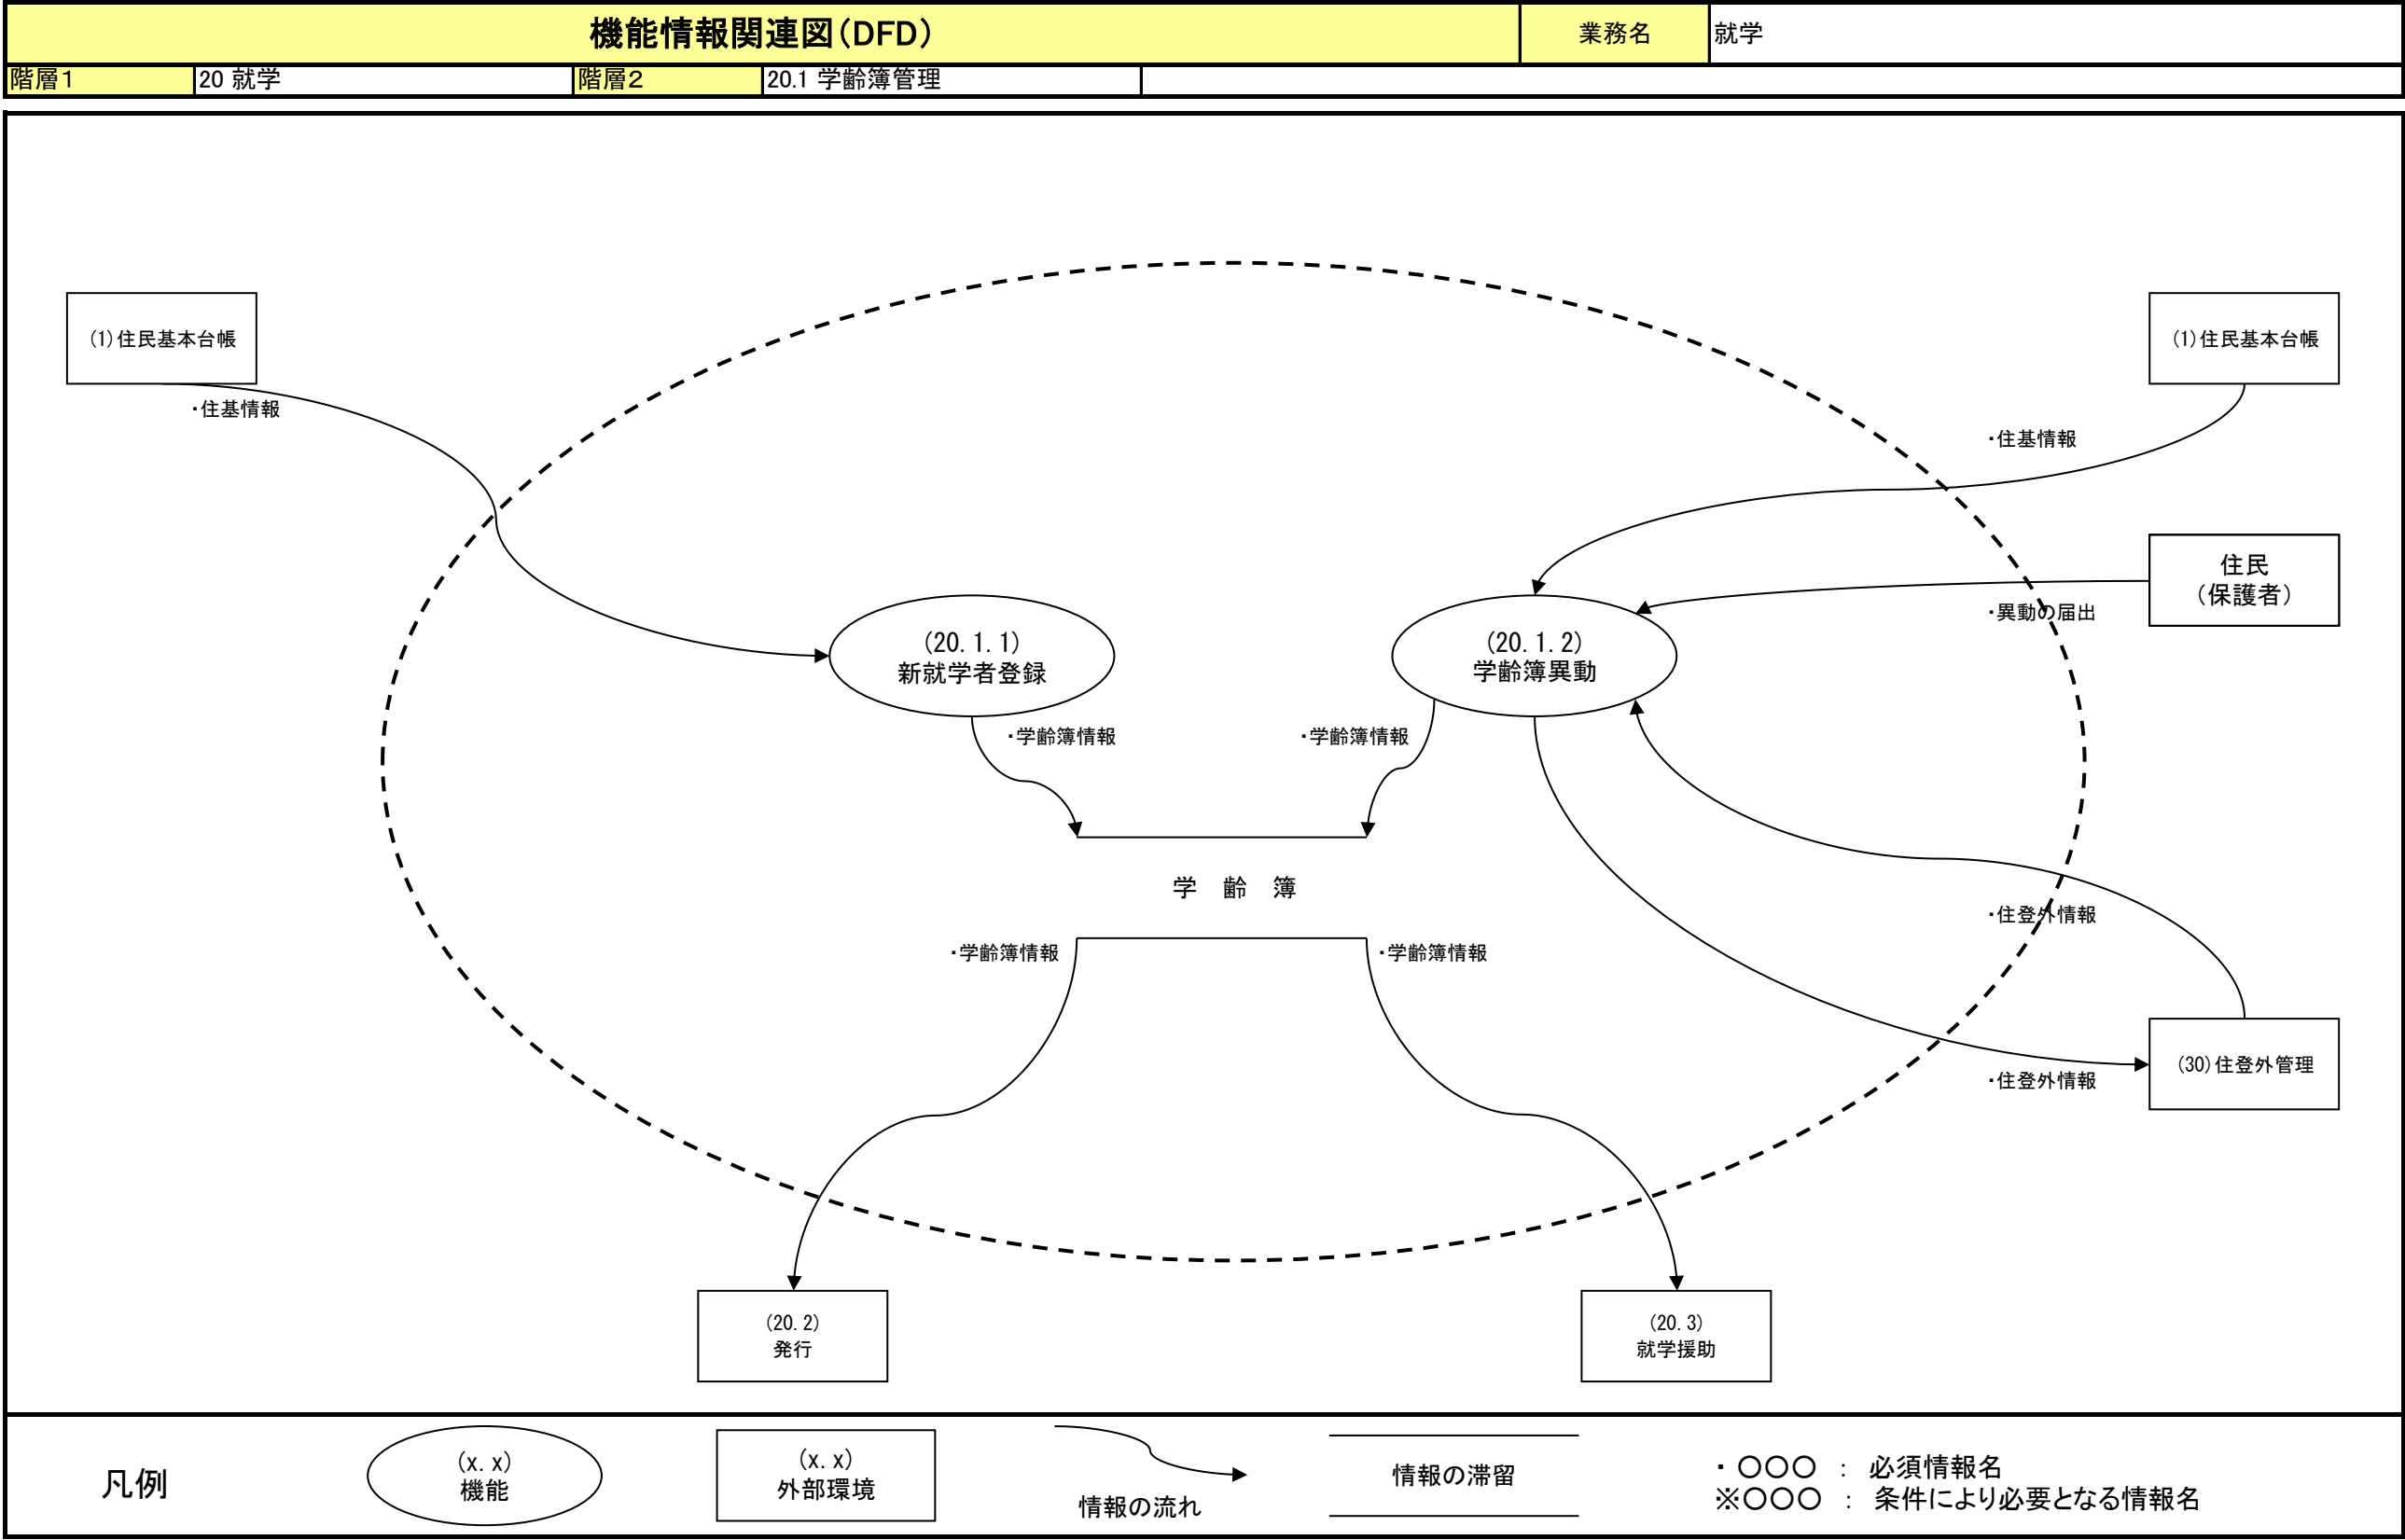 機能情報関連図(DFD)
業務名
就学
階層１
20 就学
階層２
20.1 学齢簿管理
(1)住民基本台帳
(1)住民基本台帳
・住基情報
・住基情報
住民
(保護者)
・異動の届出
(20.1.1)
新就学者登録
(20.1.2)
学齢簿異動
・学齢簿情報
・学齢簿情報
学　齢　簿
・住登外情報
・学齢簿情報
・学齢簿情報
(30)住登外管理
・住登外情報
(20.2)
発行
(20.3)
就学援助
凡例
(x.x)
機能
(x.x)
外部環境
情報の流れ
情報の滞留
・ ○○○ ： 必須情報名
※○○○ ： 条件により必要となる情報名